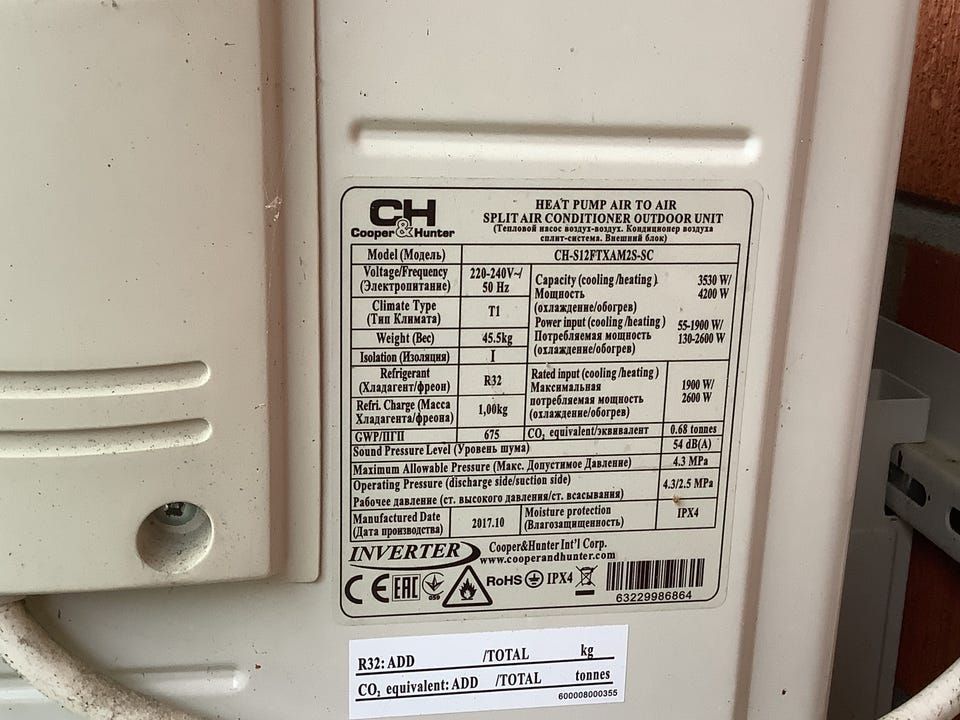 CH
Cooper&Hunter
HEAT PUMP AIR TO AIR
SPLIT AIR CONDITIONER OUTDOOR UNIT
(Тепловой насос воздух-воздух. Кондиционер воздуха
сплит-система. Внешний блок)
Model (Модель) CH-S12FTXAM2S-SC
Voltage/Frequency
(Электропитание)
220-240V~/
50 Hz
Capacity (cooling /heating)
Мощность
(охлаждение/обогрев)
3530 W/
4200 W
Climate Type
(Тип Климата)
T1
Power input (cooling /heating)
Потребляемая мощность
(охлаждение/обогрев)
55-1900 W/
130-2600 W
Weight (Вес) 45.5kg
Isolation (Изоляция) I
Refrigerant
(Хладагент/фреон)
R32
Rated input (cooling /heating)
Максимальная
потребляемая мощность
(охлаждение/обогрев)
1900 W/
2600 W
Refri. Charge (Масса
Хладагента/фреона)
1,00kg
GWP/ПГП 675 CO₂ equivalent/эквивалент 0.68 tonnes
Sound Pressure Level (Уровень шума) 54 dB(A)
Maximum Allowable Pressure (Макс. Допустимое Давление) 4.3 MPa
Operating Pressure (discharge side/suction side)
Рабочее давление (ст. высокого давления/ст. всасывания)
4.3/2.5 MPa
Manufactured Date
(Дата производства)
2017.10
Moisture protection
(Влагозащищенность)
IPX4
INVERTER
Cooper&Hunter Int'l Corp.
www.cooperandhunter.com
CE EAC 059 RoHS IPX4
63229986864
R32: ADD /TOTAL kg
CO₂ equivalent: ADD /TOTAL tonnes
600008000355